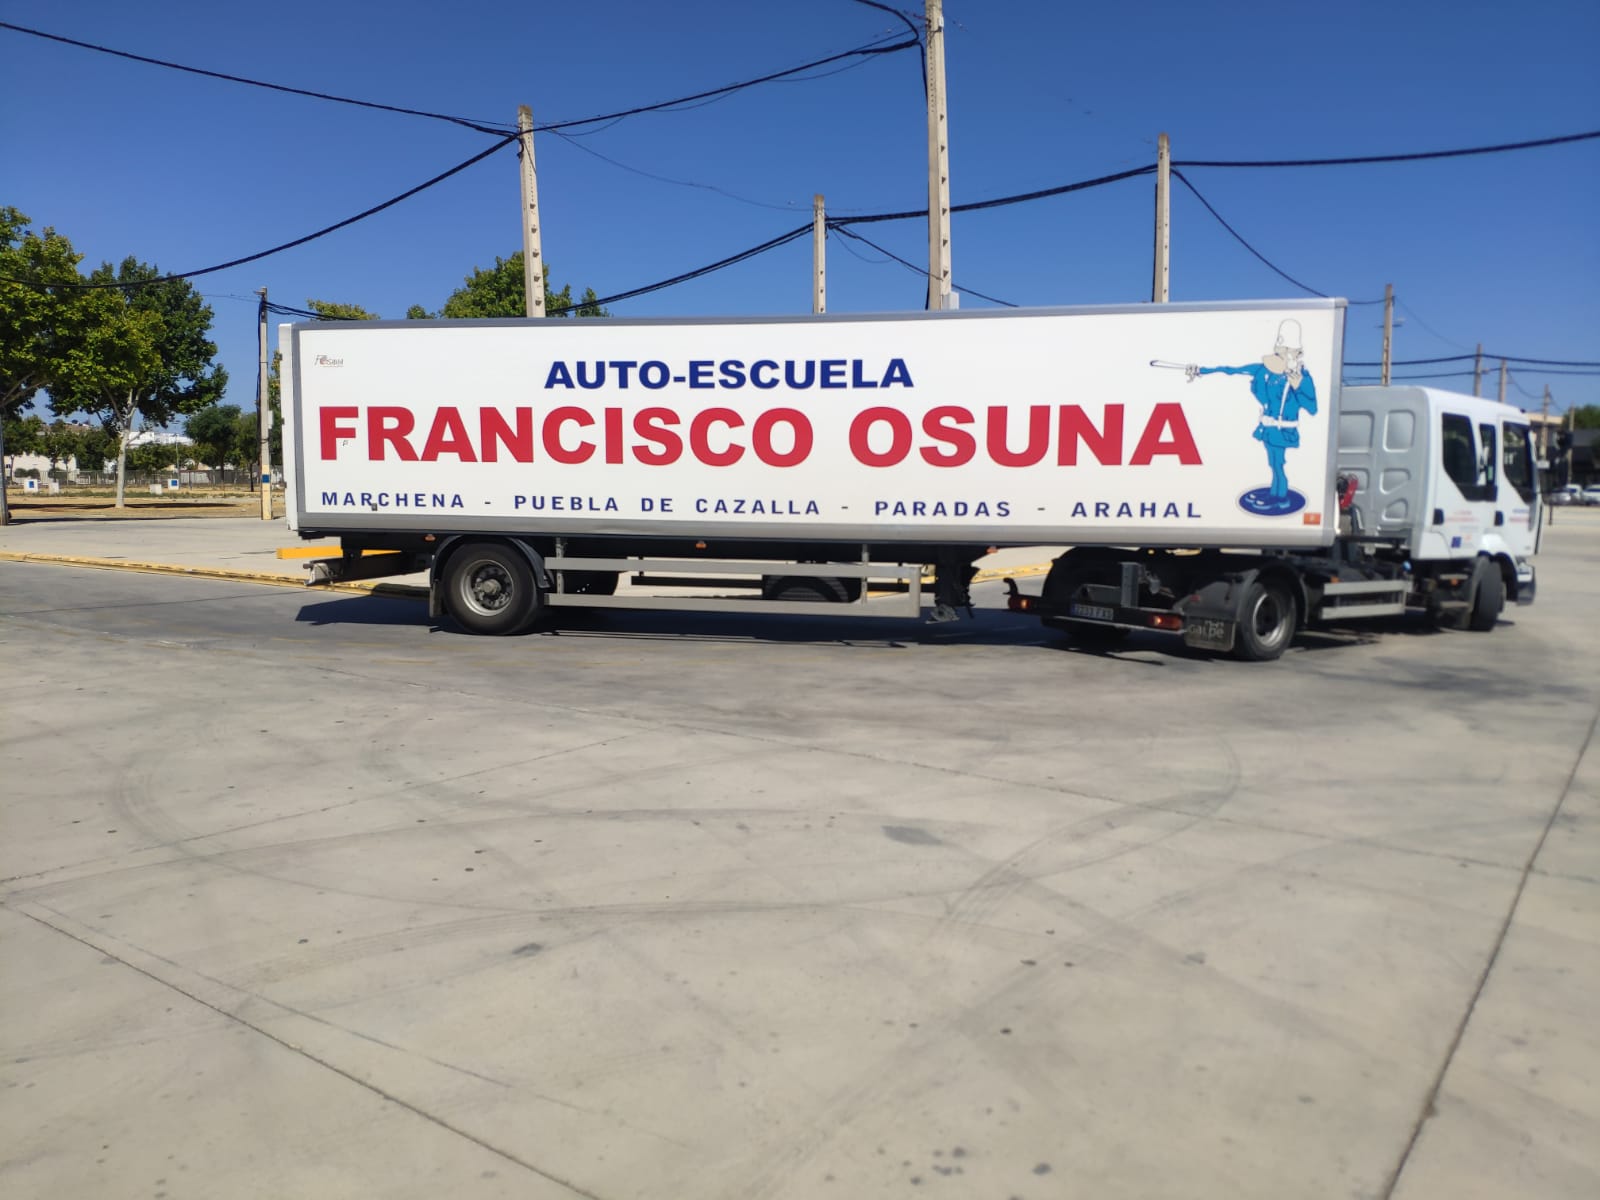 AUTO-ESCUELA
FRANCISCO OSUNA
MARCHENA - PUEBLA DE CAZALLA - PARADAS - ARAHAL